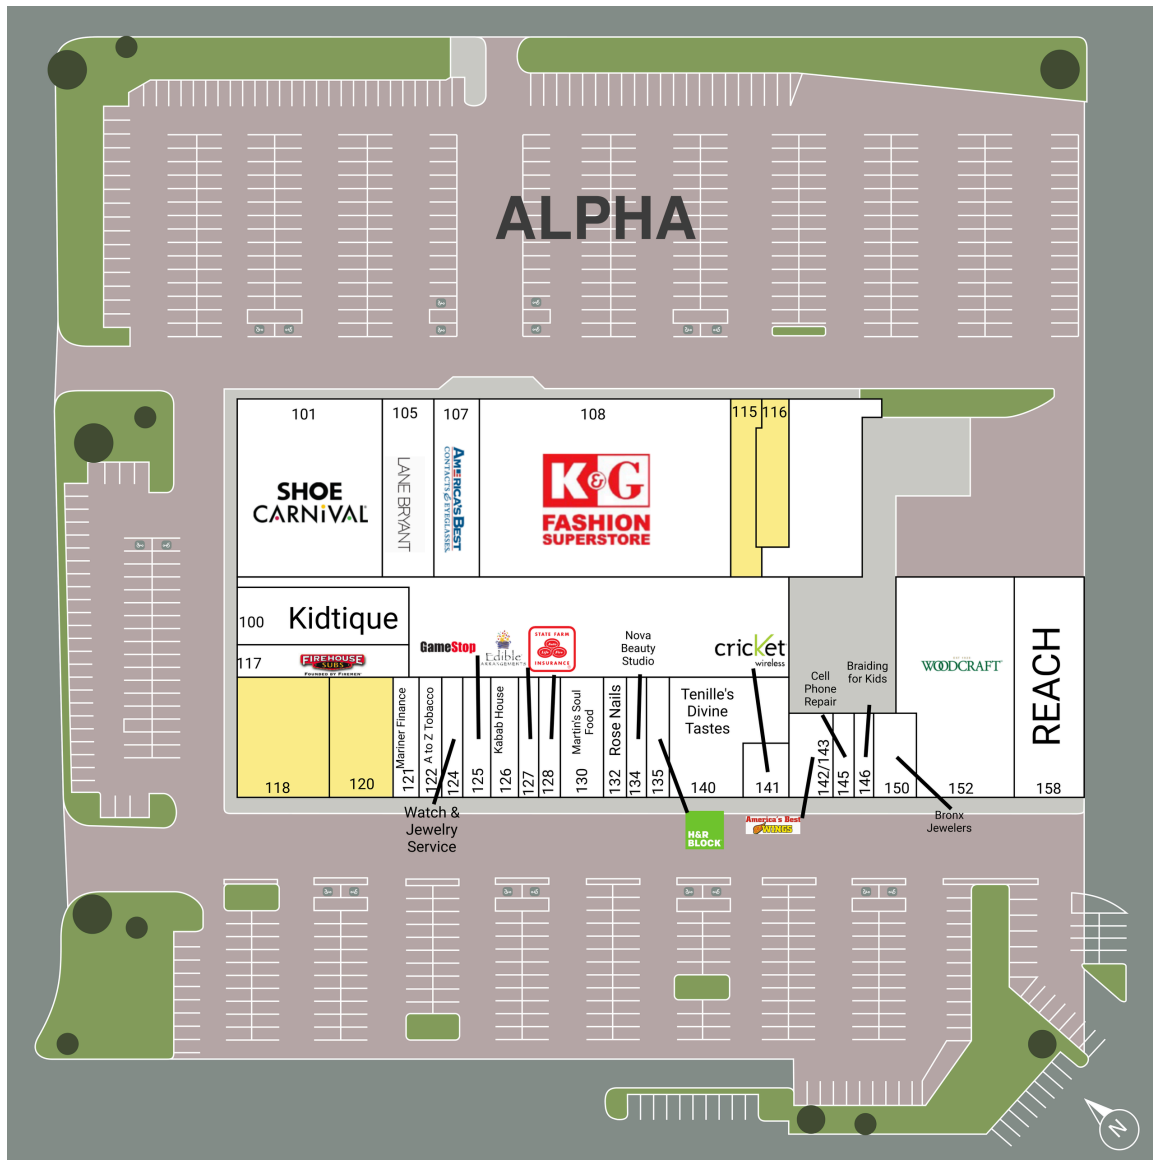 ALPHA
101
105
107
108
115
116
SHOE
CARNiVAL
LANE BRYANT
AMERICA'S BEST
CONTACTS & EYEGLASSES.
K&G
FASHION
SUPERSTORE
100
Kidtique
117
FIREHOUSE
SUBS
FOUNDED BY FIREMEN
GameStop
Edible
ARRANGEMENTS
STATE FARM
INSURANCE
Nova
Beauty
Studio
cricket
wireless
Cell
Phone
Repair
Braiding
for Kids
WOODCRAFT
REACH
118
120
121
Mariner Finance
122
A to Z Tobacco
124
125
126
Kabab House
127
128
130
Martin's Soul
Food
132
Rose Nails
134
135
Tenille's
Divine
Tastes
140
141
142/143
145
146
150
152
158
Watch &
Jewelry
Service
H&R
BLOCK
America's Best
WINGS
Bronx
Jewelers
N